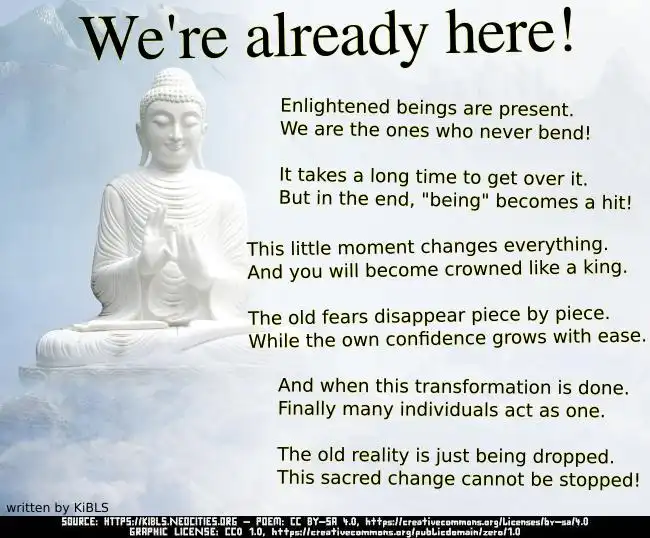 We're already here!
Enlightened beings are present.
We are the ones who never bend!
It takes a long time to get over it.
But in the end, "being" becomes a hit!
This little moment changes everything.
And you will become crowned like a king.
The old fears disappear piece by piece.
While the own confidence grows with ease.
And when this transformation is done.
Finally many individuals act as one.
The old reality is just being dropped.
This sacred change cannot be stopped!
written by KiBLS
SOURCE: HTTPS://KIBLS.NEOCITIES.ORG – POEM: CC BY-SA 4.0, https://creativecommons.org/licenses/by-sa/4.0
GRAPHIC LICENSE: CC0 1.0, https://creativecommons.org/publicdomain/zero/1.0